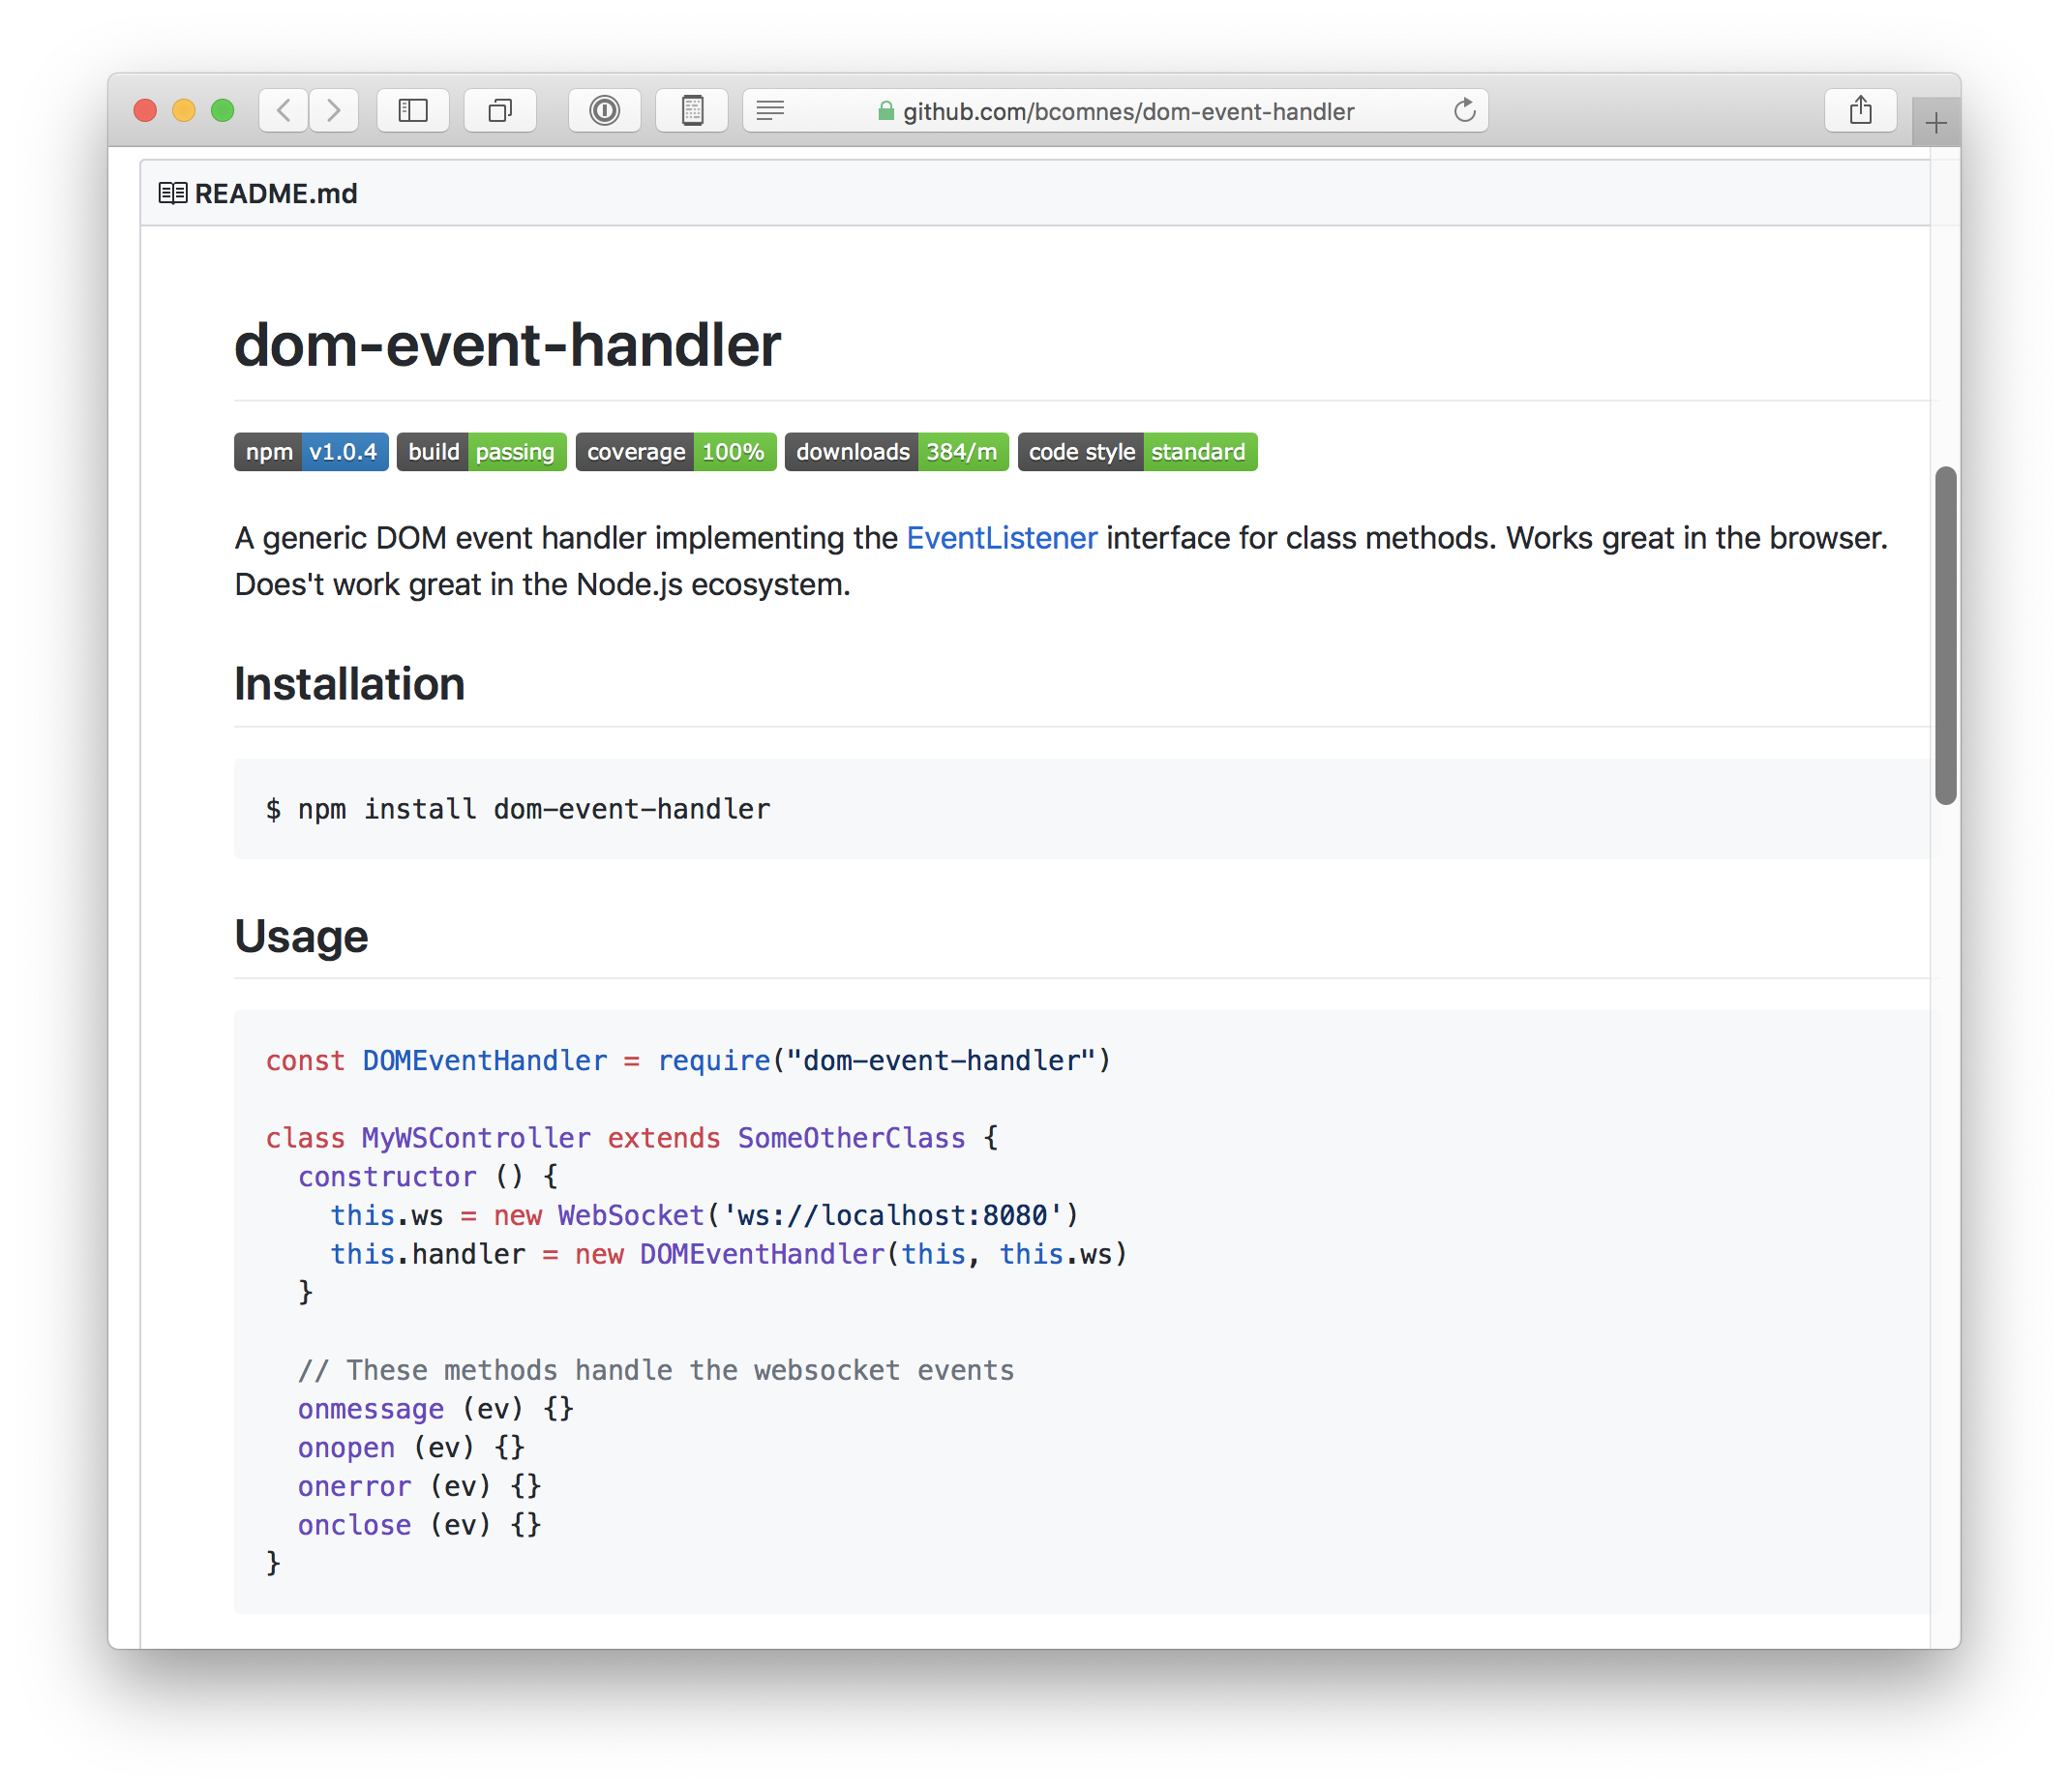 github.com/bcomnes/dom-event-handler
README.md
dom-event-handler
npm v1.0.4 build passing coverage 100% downloads 384/m code style standard
A generic DOM event handler implementing the EventListener interface for class methods. Works great in the browser.
Does't work great in the Node.js ecosystem.
Installation
$ npm install dom-event-handler
Usage
const DOMEventHandler = require("dom-event-handler")
class MyWSController extends SomeOtherClass {
  constructor () {
    this.ws = new WebSocket('ws://localhost:8080')
    this.handler = new DOMEventHandler(this, this.ws)
  }
  // These methods handle the websocket events
  onmessage (ev) {}
  onopen (ev) {}
  onerror (ev) {}
  onclose (ev) {}
}